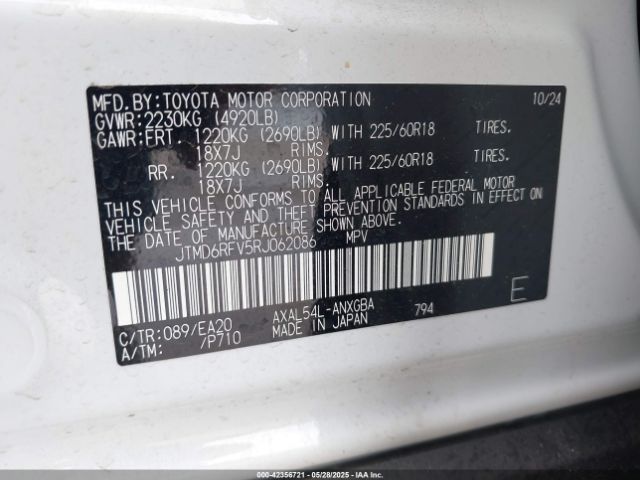 MFD.BY:TOYOTA MOTOR CORPORATION 10/24
GVWR:2230KG (4920LB)
GAWR:FRT. 1220KG (2690LB) WITH 225/60R18 TIRES.
18X7J RIMS.
RR. 1220KG (2690LB) WITH 225/60R18 TIRES.
18X7J RIMS.
THIS VEHICLE CONFORMS TO ALL APPLICABLE FEDERAL MOTOR
VEHICLE SAFETY AND THEFT PREVENTION STANDARDS IN EFFECT ON
THE DATE OF MANUFACTURE SHOWN ABOVE.
JTMD6RFV5RJ062086 MPV
C/TR:089/EA20 AXAL54L-ANXGBA 794 E
A/TM: /P710 MADE IN JAPAN
000-42356721 - 05/28/2025 - IAA Inc.